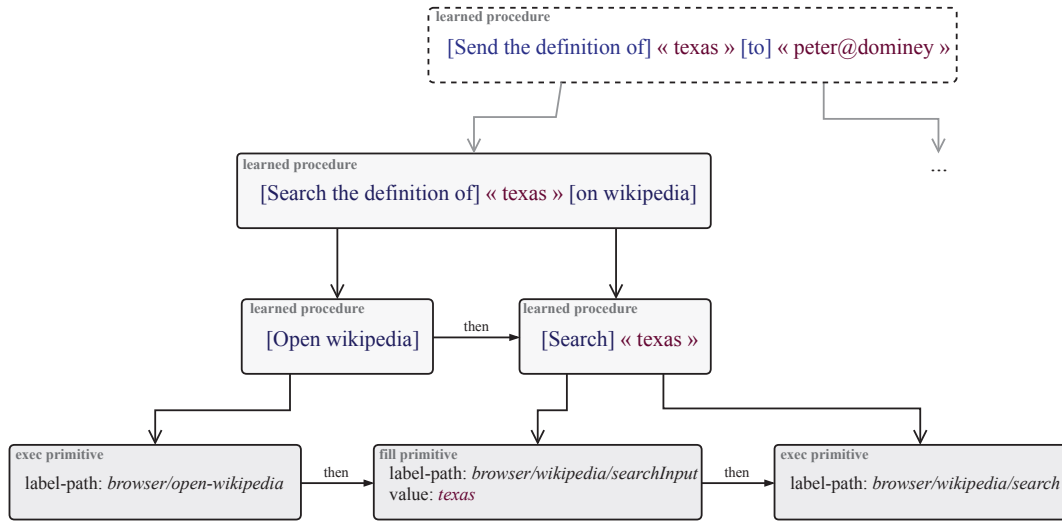 learned procedure
[Send the definition of] « texas » [to] « peter@dominey »
learned procedure
[Search the definition of] « texas » [on wikipedia]
...
learned procedure
[Open wikipedia]
then
learned procedure
[Search] « texas »
exec primitive
label-path: browser/open-wikipedia
then
fill primitive
label-path: browser/wikipedia/searchInput
value: texas
then
exec primitive
label-path: browser/wikipedia/search